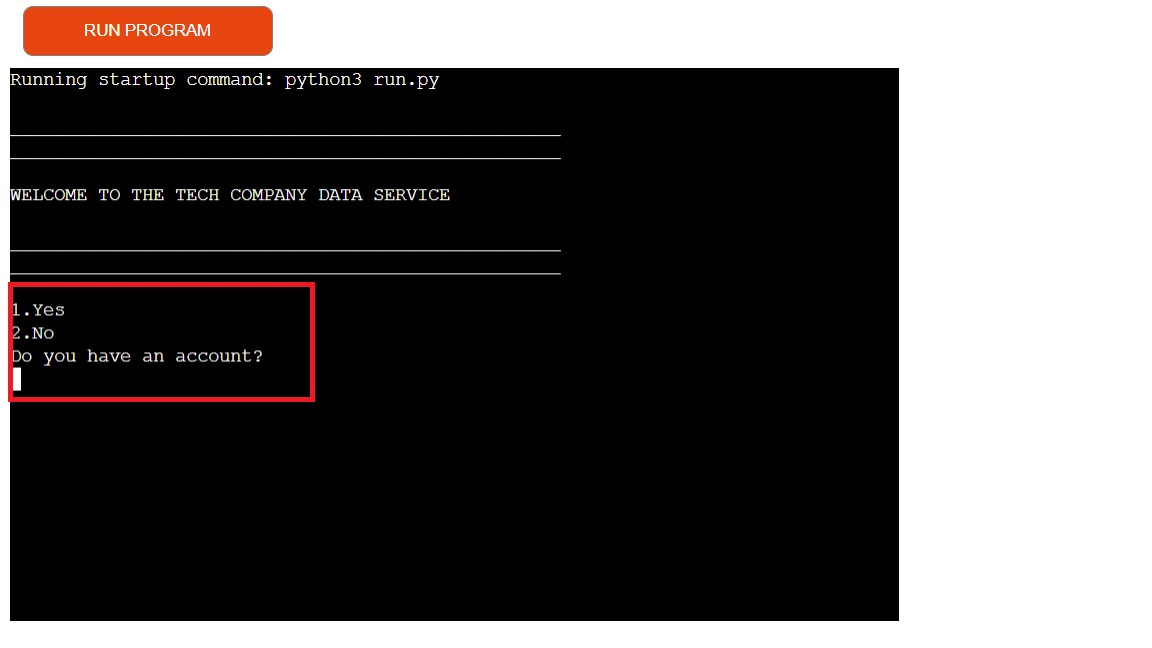 RUN PROGRAM
Running startup command: python3 run.py
WELCOME TO THE TECH COMPANY DATA SERVICE
1.Yes
2.No
Do you have an account?